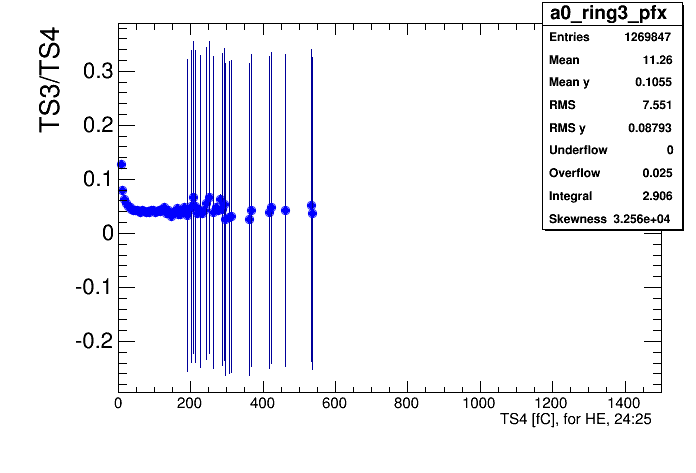 a0_ring3_pfx
Entries 1269847
Mean 11.26
Mean y 0.1055
RMS 7.551
RMS y 0.08793
Underflow 0
Overflow 0.025
Integral 2.906
Skewness 3.256e+04
TS3/TS4
0.3
0.2
0.1
0
-0.1
-0.2
0 200 400 600 800 1000 1200 1400
TS4 [fC], for HE, 24:25